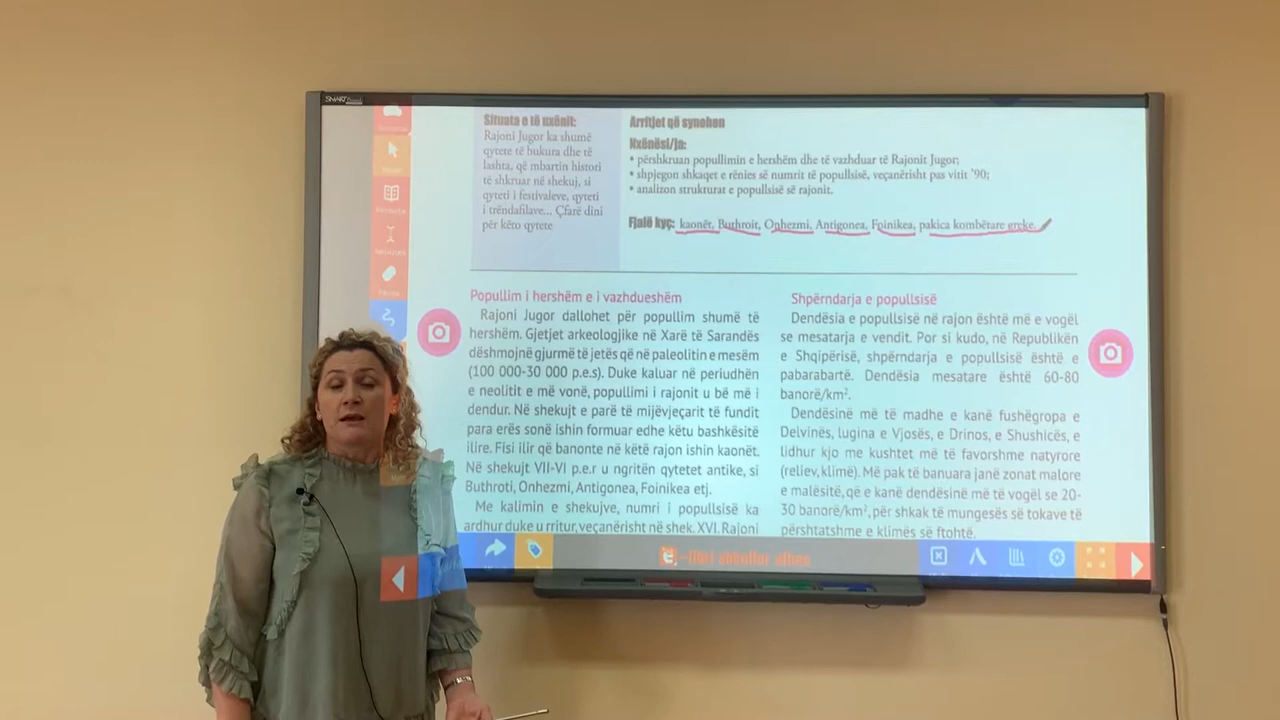 SMART
Situata e të nxënit:
Rajoni Jugor ka shumë
qytete të bukura dhe të
lashta, që mbartin histori
të shkruar në shekuj, si
qyteti i festivaleve, qyteti
i trëndafilave... Çfarë dini
për këto qytete
Arritjet që synohen
Nxënësi/ja:
• përshkruan popullimin e hershëm dhe të vazhduar të Rajonit Jugor;
• shpjegon shkaqet e rënies së numrit të popullsisë, veçanërisht pas vitit '90;
• analizon strukturat e popullsisë së rajonit.
Fjalë kyç: kaonër, Buthroit, Onhezmi, Antigonea, Foinikea, pakica kombëtare greke.
Popullim i hershëm e i vazhdueshëm
Rajoni Jugor dallohet për popullim shumë të
hershëm. Gjetjet arkeologjike në Xarë të Sarandës
dëshmojnë gjurmë të jetës që në paleolitin e mesëm
(100 000-30 000 p.e.s). Duke kaluar në periudhën
e neolitit e më vonë, popullimi i rajonit u bë më i
dendur. Në shekujt e parë të mijëvjeçarit të fundit
para erës sonë ishin formuar edhe këtu bashkësitë
ilire. Fisi ilir që banonte në këtë rajon ishin kaonët.
Në shekujt VII-VI p.e.r u ngritën qytetet antike, si
Buthroti, Onhezmi, Antigonea, Foinikea etj.
Me kalimin e shekujve, numri i popullsisë ka
ardhur duke u rritur, veçanërisht në shek. XVI. Rajoni
Shpërndarja e popullsisë
Dendësia e popullsisë në rajon është më e vogël
se mesatarja e vendit. Por si kudo, në Republikën
e Shqipërisë, shpërndarja e popullsisë është e
pabarabartë. Dendësia mesatare është 60-80
banorë/km².
Dendësinë më të madhe e kanë fushëgropa e
Delvinës, lugina e Vjosës, e Drinos, e Shushicës, e
lidhur kjo me kushtet më të favorshme natyrore
(reliev, klimë). Më pak të banuara janë zonat malore
e malësitë, që e kanë dendësinë më të vogël se 20-
30 banorë/km², për shkak të mungesës së tokave të
përshtatshme e klimës së ftohtë.